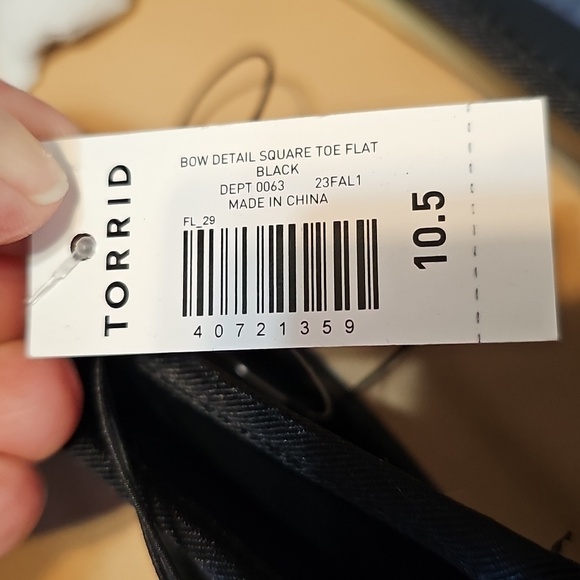 TORRID
BOW DETAIL SQUARE TOE FLAT
BLACK
DEPT 0063 23FAL1
MADE IN CHINA
FL_29
40721359
10.5